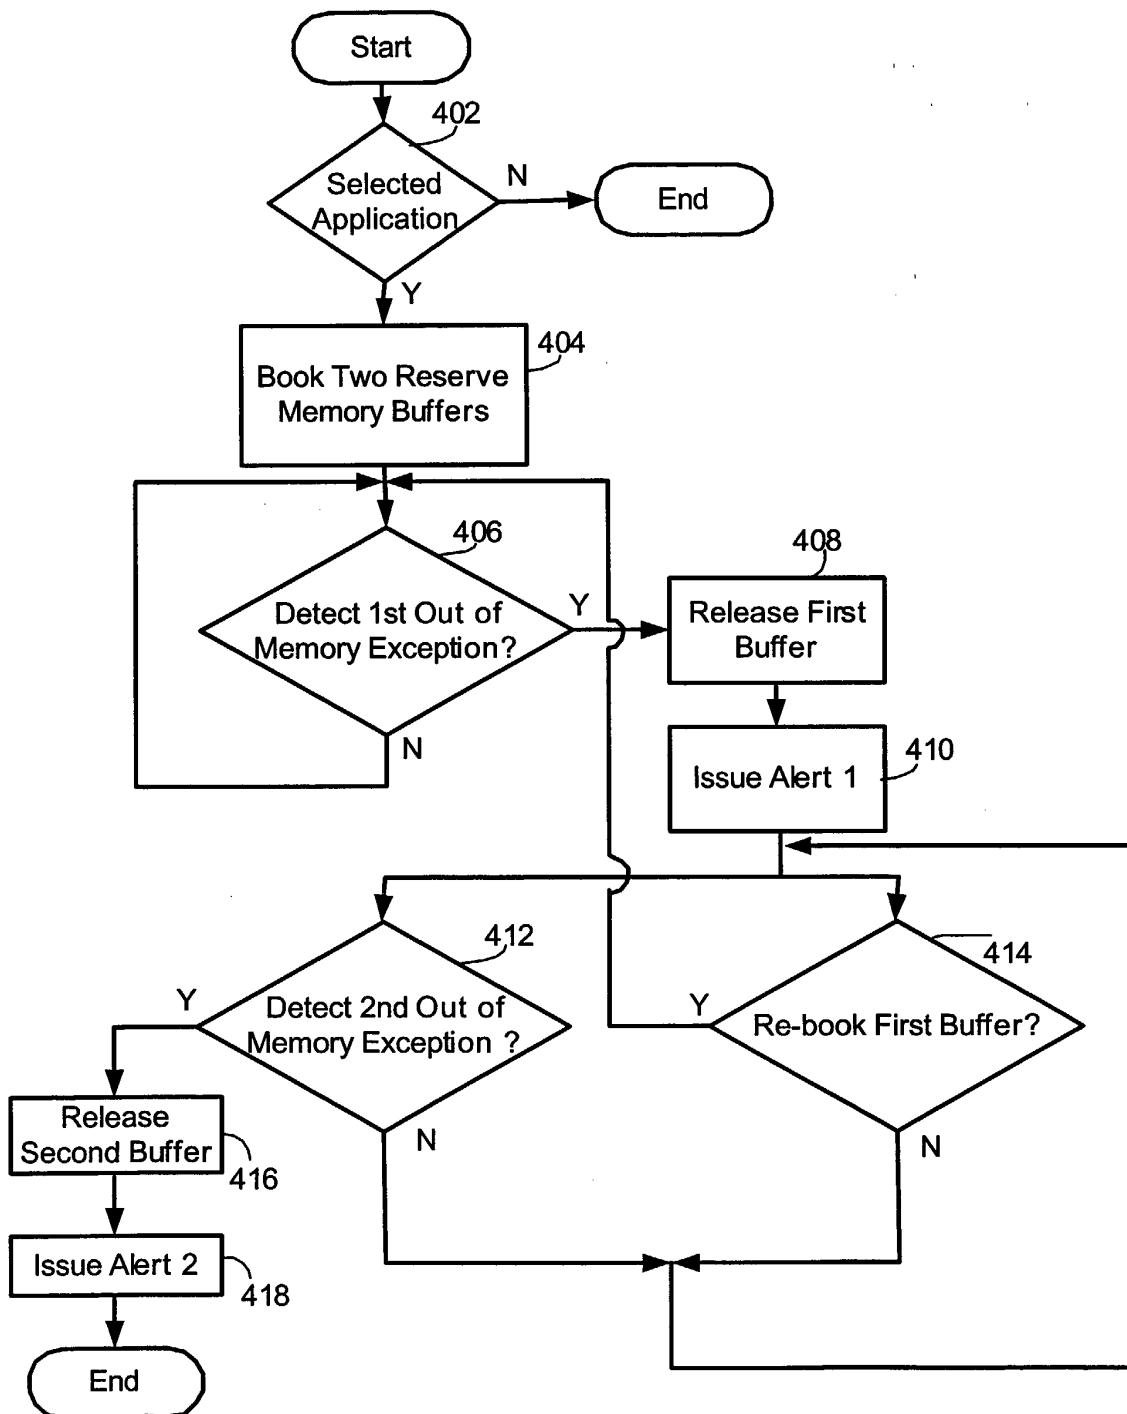 Start
402
Selected
Application
N
End
Y
404
Book Two Reserve
Memory Buffers
406
Detect 1st Out of
Memory Exception?
Y
N
408
Release First
Buffer
410
Issue Alert 1
412
Detect 2nd Out of
Memory Exception ?
Y
N
414
Re-book First Buffer?
Y
N
Release
Second Buffer
416
Issue Alert 2
418
End